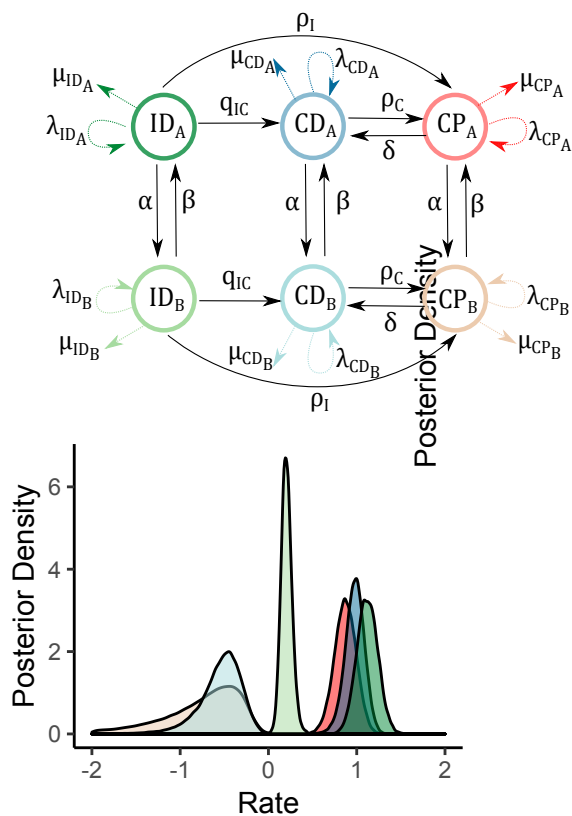 ρI
μIDA
μCDA
λCDA
μCPA
λIDA
IDA
qIC
CDA
ρC
CPA
λCPA
δ
α
β
α
β
α
β
λIDB
IDB
qIC
CDB
ρC
CPB
λCPB
δ
μIDB
μCDB
λCDB
μCPB
ρI
Posterior Density
Posterior Density
6
4
2
0
-2
-1
0
1
2
Rate